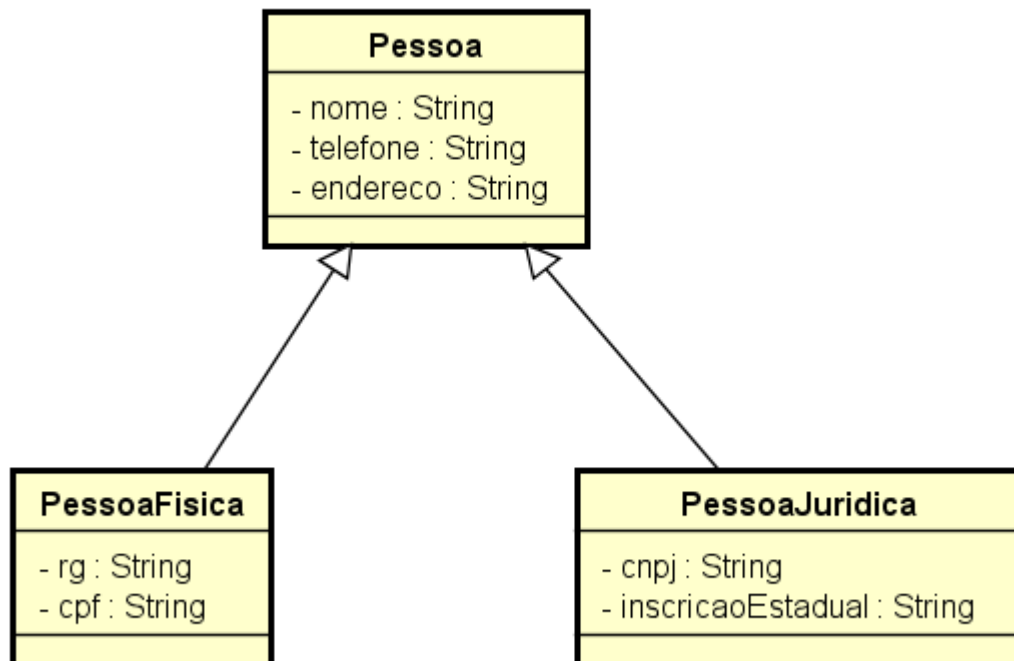 Pessoa
- nome : String
- telefone : String
- endereco : String
PessoaFisica
- rg : String
- cpf : String
PessoaJuridica
- cnpj : String
- inscricaoEstadual : String